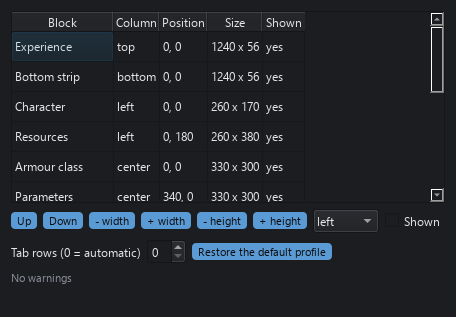 Block Column Position Size Shown
Experience top 0, 0 1240 x 56 yes
Bottom strip bottom 0, 0 1240 x 56 yes
Character left 0, 0 260 x 170 yes
Resources left 0, 180 260 x 380 yes
Armour class center 0, 0 330 x 300 yes
Parameters center 340, 0 330 x 300 yes
Up Down - width + width - height + height left Shown
Tab rows (0 = automatic) 0 Restore the default profile
No warnings